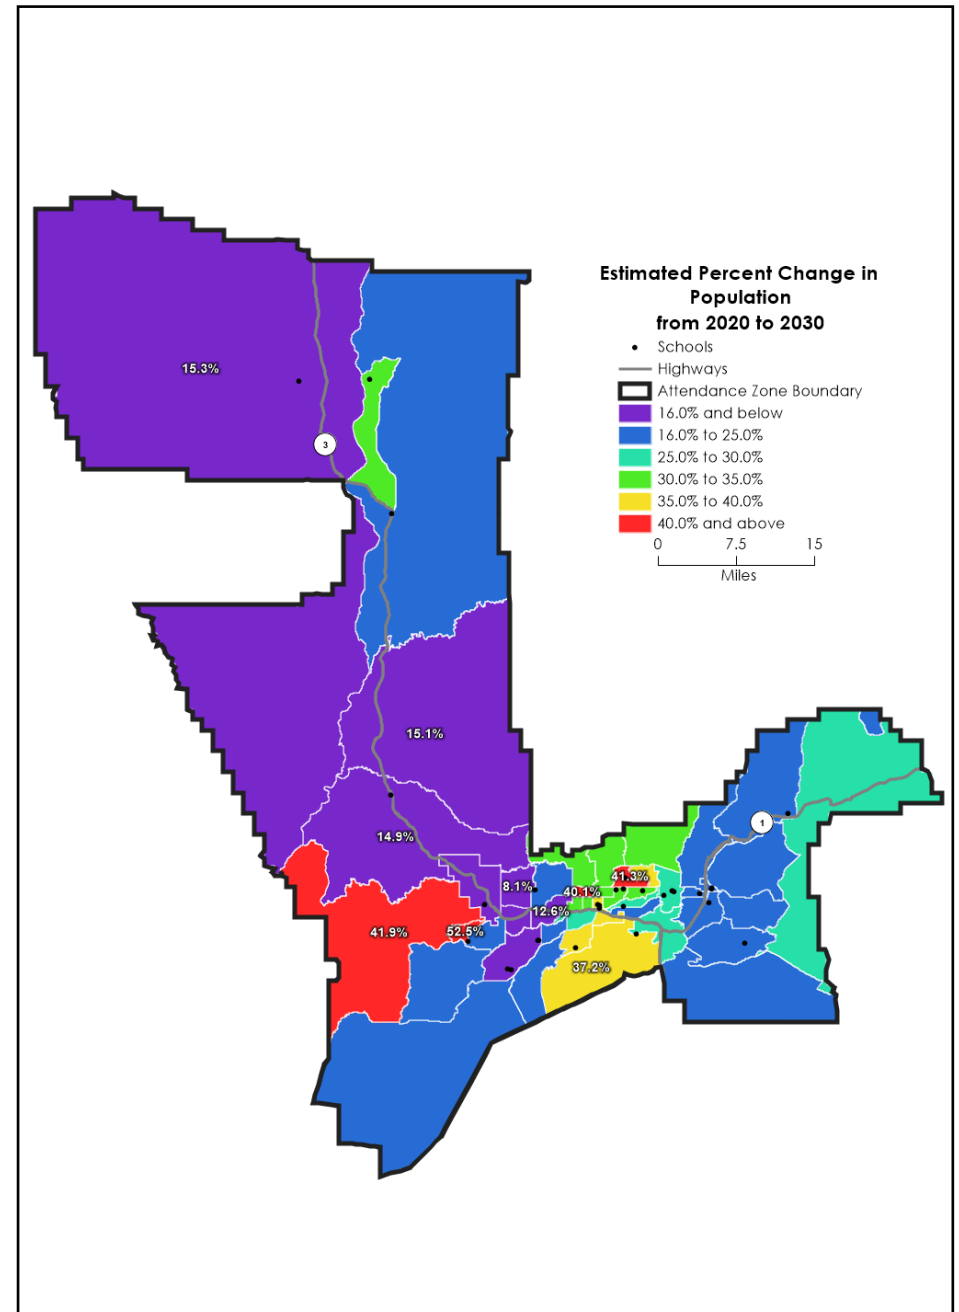 Estimated Percent Change in
Population
from 2020 to 2030
Schools
Highways
Attendance Zone Boundary
16.0% and below
16.0% to 25.0%
25.0% to 30.0%
30.0% to 35.0%
35.0% to 40.0%
40.0% and above
0 7.5 15
Miles
15.3%
3
15.1%
1
14.9%
8.1%
40.1%
41.3%
12.6%
41.9%
52.5%
37.2%